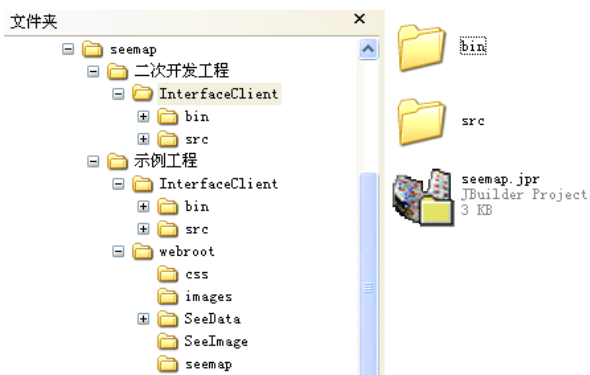 文件夹
seemap
二次开发工程
InterfaceClient
bin
src
示例工程
InterfaceClient
bin
src
webroot
css
images
SeeData
SeeImage
seemap
bin
src
seemap.jpr
JBuilder Project
3 KB